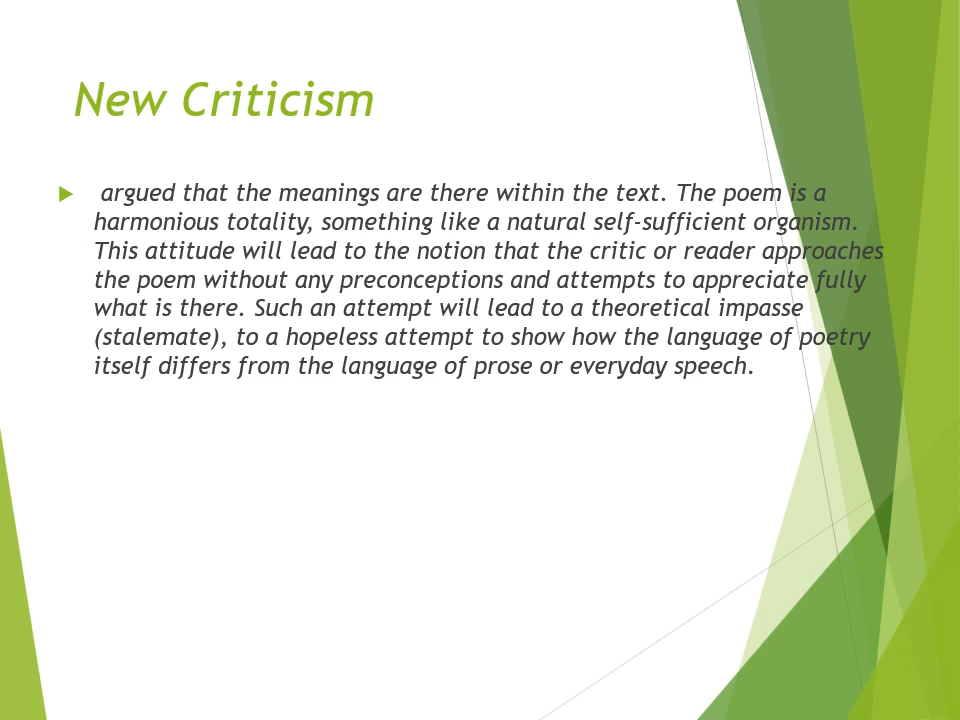 New Criticism
argued that the meanings are there within the text. The poem is a
harmonious totality, something like a natural self-sufficient organism.
This attitude will lead to the notion that the critic or reader approaches
the poem without any preconceptions and attempts to appreciate fully
what is there. Such an attempt will lead to a theoretical impasse
(stalemate), to a hopeless attempt to show how the language of poetry
itself differs from the language of prose or everyday speech.